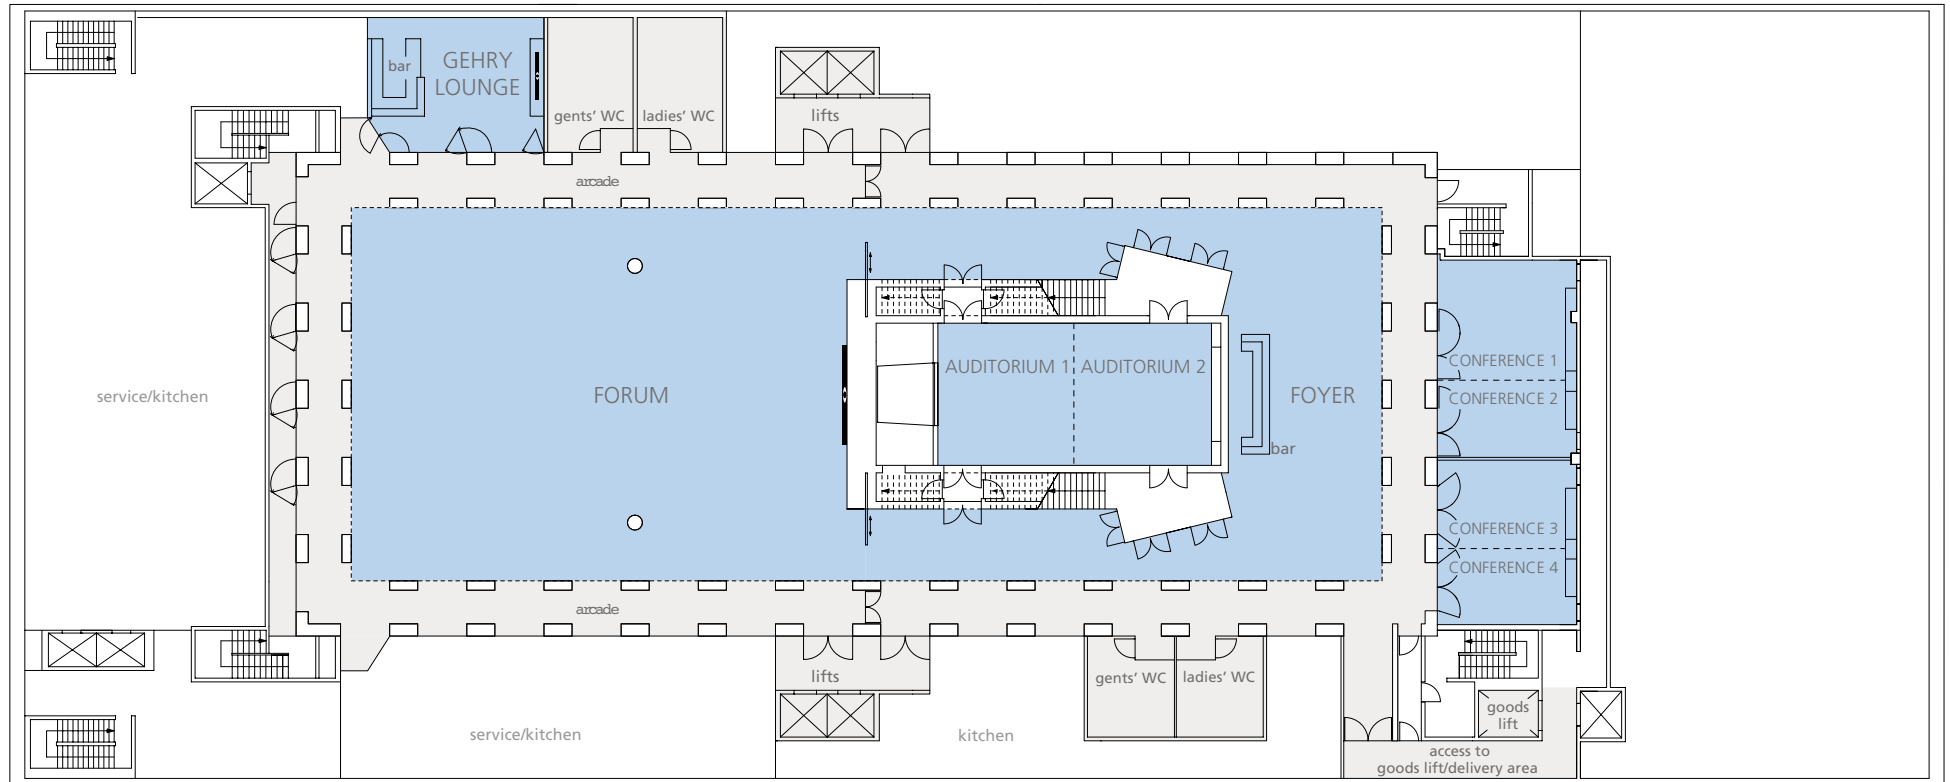 GEHRY
LOUNGE
bar
gents’ WC
ladies’ WC
lifts
arcade
service/kitchen
FORUM
AUDITORIUM 1
AUDITORIUM 2
FOYER
bar
CONFERENCE 1
CONFERENCE 2
CONFERENCE 3
CONFERENCE 4
arcade
lifts
gents’ WC
ladies’ WC
service/kitchen
kitchen
goods
lift
access to
goods lift/delivery area